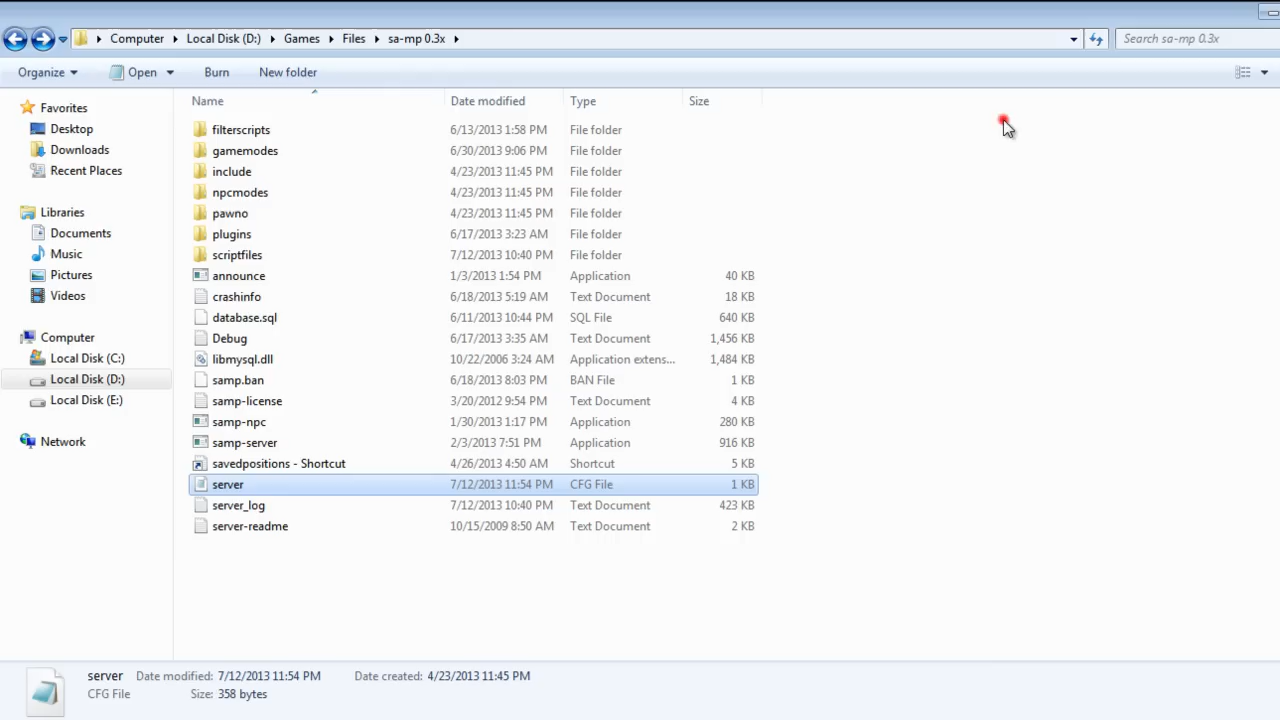 Computer Local Disk (D:) Games Files sa-mp 0.3x Search sa-mp 0.3x
Organize Open Burn New folder
Name Date modified Type Size
Favorites
Desktop
Downloads
Recent Places
Libraries
Documents
Music
Pictures
Videos
Computer
Local Disk (C:)
Local Disk (D:)
Local Disk (E:)
Network
filterscripts 6/13/2013 1:58 PM File folder
gamemodes 6/30/2013 9:06 PM File folder
include 4/23/2013 11:45 PM File folder
npcmodes 4/23/2013 11:45 PM File folder
pawno 4/23/2013 11:45 PM File folder
plugins 6/17/2013 3:23 AM File folder
scriptfiles 7/12/2013 10:40 PM File folder
announce 1/3/2013 1:54 PM Application 40 KB
crashinfo 6/18/2013 5:19 AM Text Document 18 KB
database.sql 6/11/2013 10:44 PM SQL File 640 KB
Debug 6/17/2013 3:35 AM Text Document 1,456 KB
libmysql.dll 10/22/2006 3:24 AM Application extens... 1,484 KB
samp.ban 6/18/2013 8:03 PM BAN File 1 KB
samp-license 3/20/2012 9:54 PM Text Document 4 KB
samp-npc 1/30/2013 1:17 PM Application 280 KB
samp-server 2/3/2013 7:51 PM Application 916 KB
savedpositions - Shortcut 4/26/2013 4:50 AM Shortcut 5 KB
server 7/12/2013 11:54 PM CFG File 1 KB
server_log 7/12/2013 10:40 PM Text Document 423 KB
server-readme 10/15/2009 8:50 AM Text Document 2 KB
server Date modified: 7/12/2013 11:54 PM Date created: 4/23/2013 11:45 PM
CFG File Size: 358 bytes